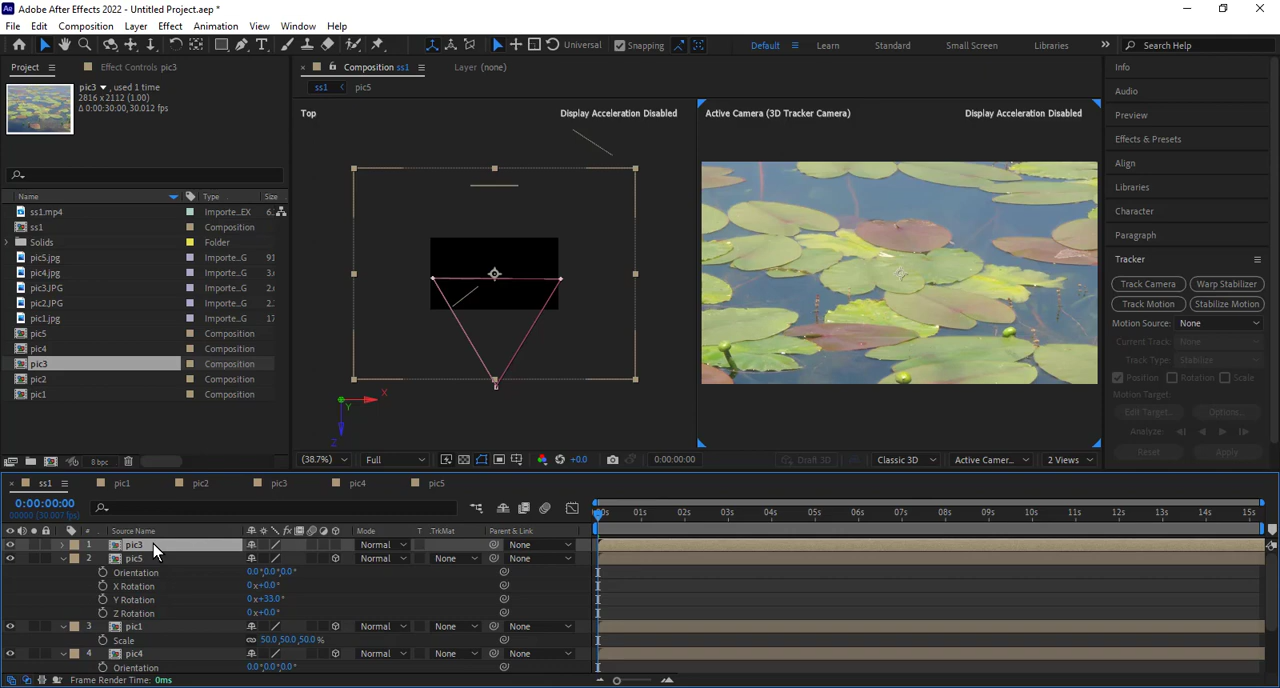 Adobe After Effects 2022 - Untitled Project.aep *
File Edit Composition Layer Effect Animation View Window Help
Universal Snapping Default Learn Standard Small Screen Libraries Search Help
Project Effect Controls pic3 Composition ss1 Layer (none) Info
pic3 , used 1 time
2816 x 2112 (1.00)
Δ 0:00:30:00, 30.012 fps
ss1 pic5
Audio
Top Display Acceleration Disabled Active Camera (3D Tracker Camera) Display Acceleration Disabled
Preview
Effects & Presets
Align
Libraries
Character
Paragraph
Name Type Size
ss1.mp4 Importe...EX 6...
ss1 Composition
Solids Folder
pic5.jpg Importe...G 91
pic4.jpg Importe...G 12
pic3.JPG Importe...G 23
pic2.JPG Importe...G 22
pic1.jpg Importe...G 17
pic5 Composition
pic4 Composition
pic3 Composition
pic2 Composition
pic1 Composition
8 bpc
Tracker
Track Camera Warp Stabilizer
Track Motion Stabilize Motion
Motion Source: None
Current Track: None
Track Type: Stabilize
Position Rotation Scale
Motion Target:
Edit Target... Options...
Analyze:
Reset Apply
X
Y
Z
(38.7%) Full +0.0 0:00:00:00 Draft 3D Classic 3D Active Camer... 2 Views
ss1 pic1 pic2 pic3 pic4 pic5
0:00:00:00
00000 (30.007 fps)
:00s 01s 02s 03s 04s 05s 06s 07s 08s 09s 10s 11s 12s 13s 14s 15s
# Source Name Mode T .TrkMat Parent & Link
1 pic3 Normal None
2 pic5 Normal None None
Orientation 0.0°,0.0°,0.0°
X Rotation 0x+0.0°
Y Rotation 0x+33.0°
Z Rotation 0x+0.0°
3 pic1 Normal None None
Scale 50.0,50.0,50.0%
4 pic4 Normal None None
Orientation 0.0°,0.0°,0.0°
Frame Render Time: 0ms